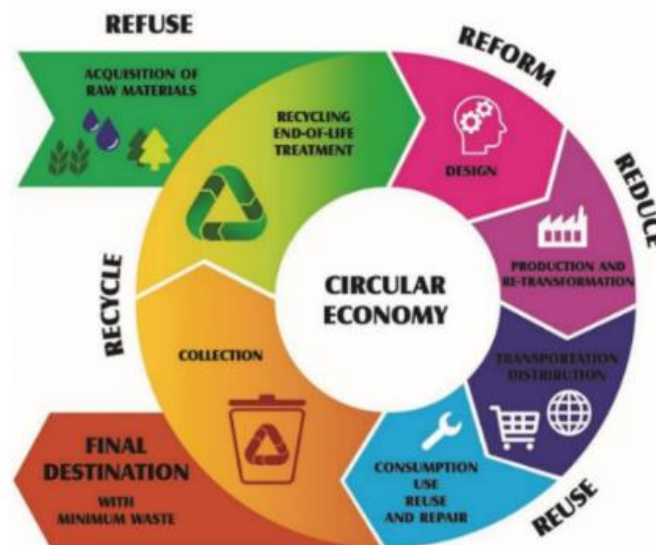 REFUSE
ACQUISITION OF
RAW MATERIALS
RECYCLING
END-OF-LIFE
TREATMENT
REFORM
DESIGN
REDUCE
PRODUCTION AND
RE-TRANSFORMATION
CIRCULAR
ECONOMY
TRANSPORTATION
DISTRIBUTION
REUSE
CONSUMPTION
USE
REUSE
AND REPAIR
RECYCLE
COLLECTION
FINAL
DESTINATION
WITH
MINIMUM WASTE